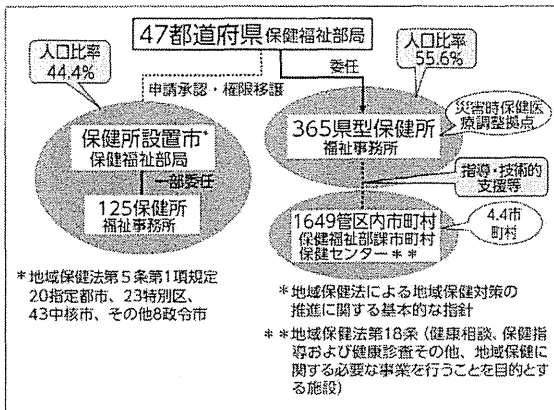 47都道府県 保健福祉部局
人口比率
44.4%
人口比率
55.6%
申請承認・権限移譲
委任
保健所設置市*
保健福祉部局
一部委任
125保健所
福祉事務所
365県型保健所
福祉事務所
災害時保健医
療調整拠点
指導・技術的
支援等
1649管区内市町村
保健福祉部課市町村
保健センター**
4.4市
町村
*地域保健法第5条第1項規定
20指定都市、23特別区、
43中核市、その他8政令市
*地域保健法による地域保健対策の
推進に関する基本的な指針
**地域保健法第18条(健康相談、保健指
導および健康診査その他、地域保健に
関する必要な事業を行うことを目的とす
る施設)